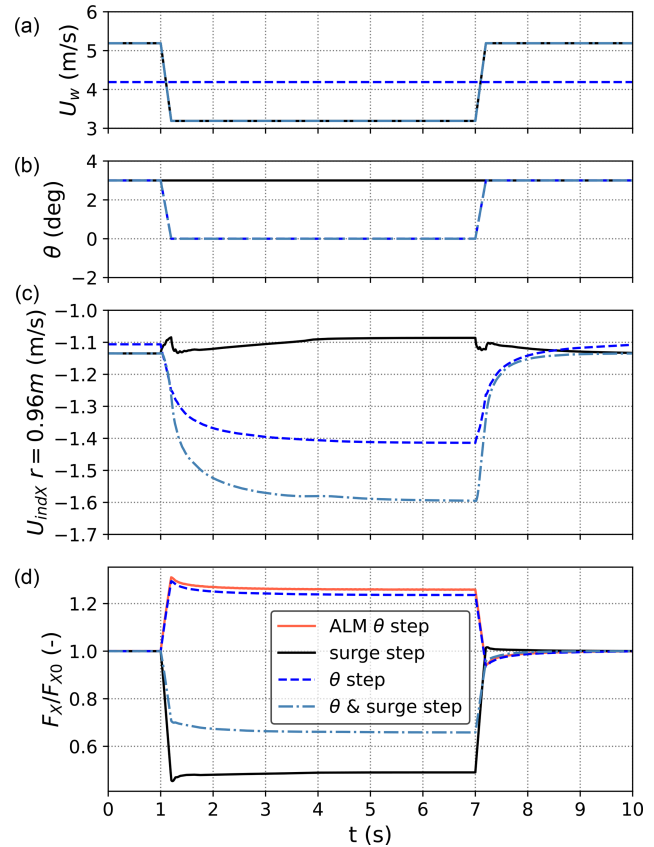 (a)
U_w (m/s)
6
5
4
3
(b)
θ (deg)
4
2
0
−2
(c)
U_indX r = 0.96m (m/s)
−1.0
−1.1
−1.2
−1.3
−1.4
−1.5
−1.6
−1.7
(d)
F_X/F_X0 (-)
1.2
1.0
0.8
0.6
ALM θ step
surge step
θ step
θ & surge step
0 1 2 3 4 5 6 7 8 9 10
t (s)